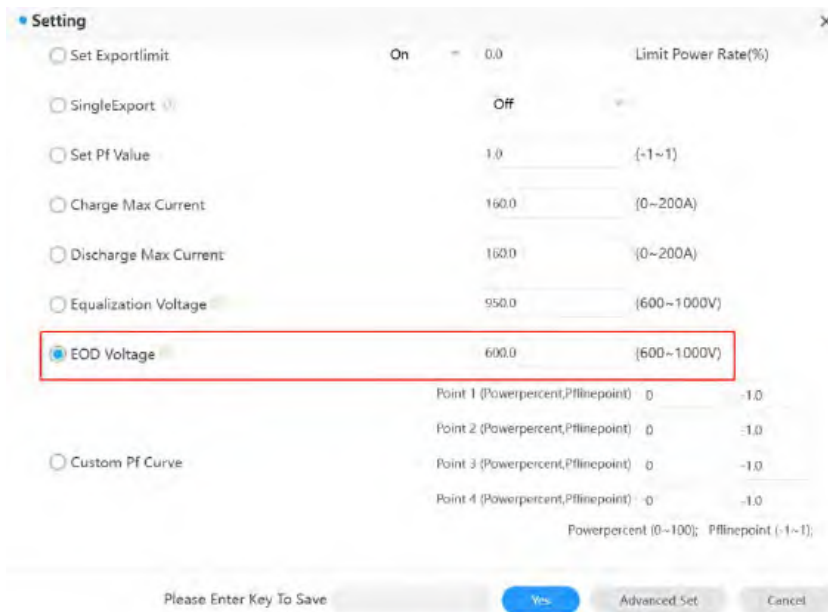 Setting
Set Exportlimit On 0.0 Limit Power Rate(%)
SingleExport Off
Set Pf Value 1.0 (-1~1)
Charge Max Current 160.0 (0~200A)
Discharge Max Current 160.0 (0~200A)
Equalization Voltage 950.0 (600~1000V)
EOD Voltage 600.0 (600~1000V)
Point 1 (Powerpercent,Pflinepoint) 0 -1.0
Point 2 (Powerpercent,Pflinepoint) 0 -1.0
Custom Pf Curve
Point 3 (Powerpercent,Pflinepoint) 0 -1.0
Point 4 (Powerpercent,Pflinepoint) 0 -1.0
Powerpercent (0~100); Pflinepoint (-1~1);
Please Enter Key To Save Yes Advanced Set Cancel